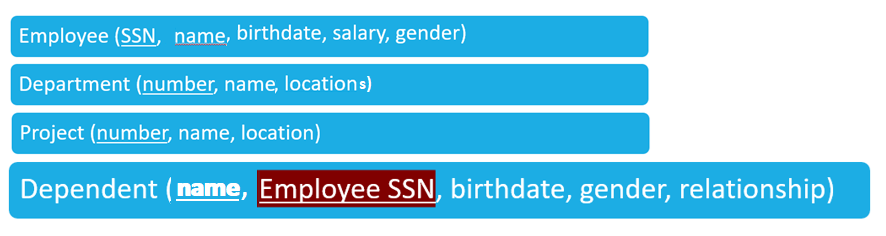 Employee (SSN, name, birthdate, salary, gender)
Department (number, name, locations)
Project (number, name, location)
Dependent (name, Employee SSN, birthdate, gender, relationship)